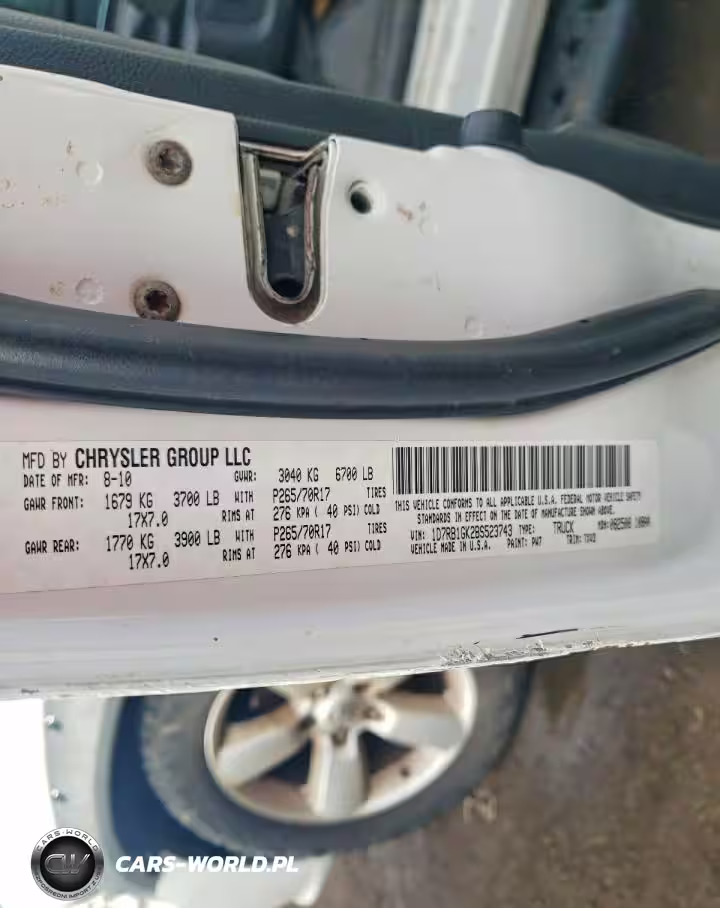 MFD BY CHRYSLER GROUP LLC
DATE OF MFR: 8-10 GVWR: 3040 KG 6700 LB
GAWR FRONT: 1679 KG 3700 LB WITH P265/70R17 TIRES
17X7.0 RIMS AT 276 KPA ( 40 PSI) COLD
GAWR REAR: 1770 KG 3900 LB WITH P265/70R17 TIRES
17X7.0 RIMS AT 276 KPA ( 40 PSI) COLD
THIS VEHICLE CONFORMS TO ALL APPLICABLE U.S.A. FEDERAL MOTOR VEHICLE SAFETY
STANDARDS IN EFFECT ON THE DATE OF MANUFACTURE SHOWN ABOVE.
VIN: 1D7RB1GK2BS523743 TYPE: TRUCK MDH:
VEHICLE MADE IN U.S.A. PAINT: PW7 TRIM:
CARS-WORLD
CW
CARS-WORLD.PL